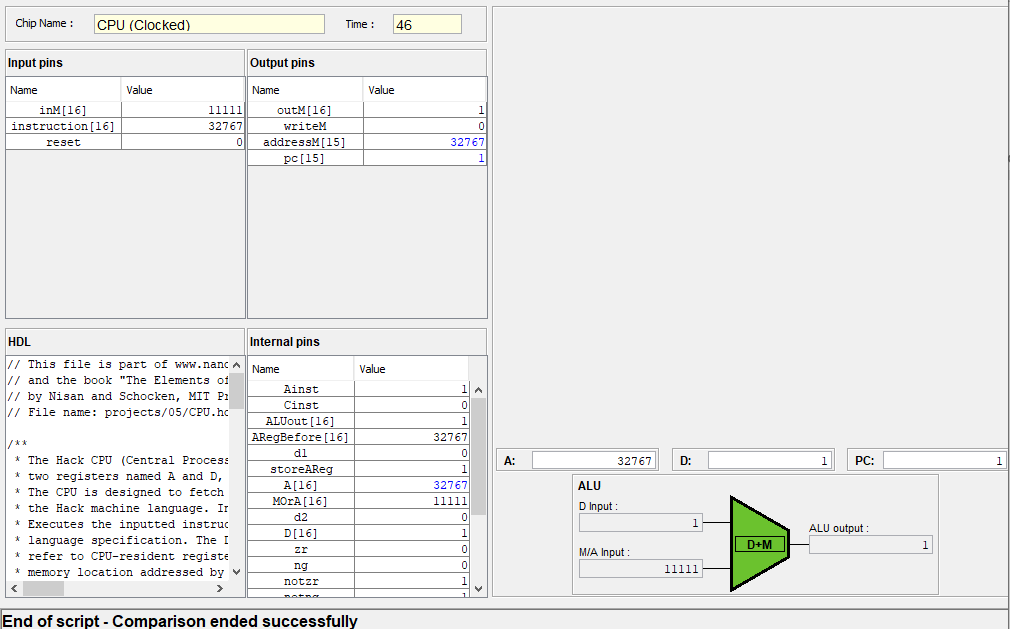 Chip Name : CPU (Clocked) Time : 46
Input pins
Name Value
inM[16] 11111
instruction[16] 32767
reset 0
Output pins
Name Value
outM[16] 1
writeM 0
addressM[15] 32767
pc[15] 1
HDL
// This file is part of www.nand
// and the book "The Elements of
// by Nisan and Schocken, MIT Pr
// File name: projects/05/CPU.hd
/**
* The Hack CPU (Central Process
* two registers named A and D,
* The CPU is designed to fetch
* the Hack machine language. In
* Executes the inputted instruc
* language specification. The D
* refer to CPU-resident registe
* memory location addressed by
Internal pins
Name Value
Ainst 1
Cinst 0
ALUout[16] 1
ARegBefore[16] 32767
d1 0
storeAReg 1
A[16] 32767
MOrA[16] 11111
d2 0
D[16] 1
zr 0
ng 0
notzr 1
notng 1
A: 32767 D: 1 PC: 1
ALU
D Input :
1
M/A Input :
11111
D+M
ALU output :
1
End of script - Comparison ended successfully